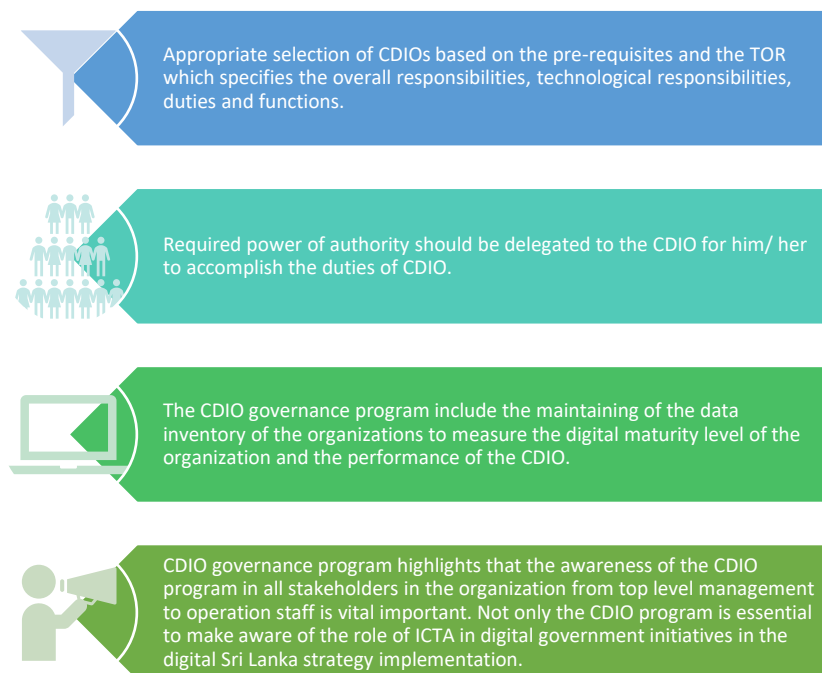 Appropriate selection of CDIOs based on the pre-requisites and the TOR
which specifies the overall responsibilities, technological responsibilities,
duties and functions.
Required power of authority should be delegated to the CDIO for him/ her
to accomplish the duties of CDIO.
The CDIO governance program include the maintaining of the data
inventory of the organizations to measure the digital maturity level of the
organization and the performance of the CDIO.
CDIO governance program highlights that the awareness of the CDIO
program in all stakeholders in the organization from top level management
to operation staff is vital important. Not only the CDIO program is essential
to make aware of the role of ICTA in digital government initiatives in the
digital Sri Lanka strategy implementation.